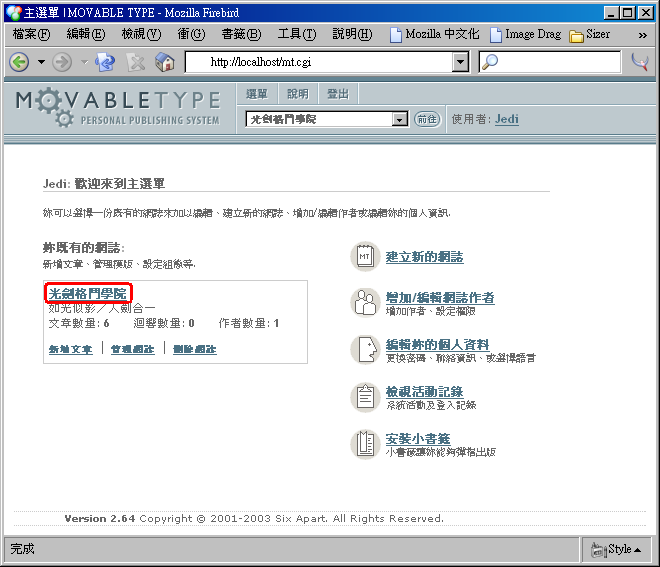 主選單 | MOVABLE TYPE - Mozilla Firebird
檔案(F) 編輯(E) 檢視(V) 衝(G) 書籤(B) 工具(T) 說明(H) Mozilla 中文化 Image Drag Sizer »
http://localhost/mt.cgi
MOVABLETYPE
PERSONAL PUBLISHING SYSTEM
選單 說明 登出
光劍格鬥學院 前往 使用者: Jedi
Jedi: 歡迎來到主選單
妳可以選擇一份既有的網誌來加以編輯、建立新的網誌、增加/編輯作者或編輯妳的個人資訊.
妳既有的網誌:
新增文章、管理模版、設定組態等.
光劍格鬥學院
如光似影／人劍合一
文章數量: 6 迴響數量: 0 作者數量: 1
新增文章 管理網誌 刪除網誌
MT
建立新的網誌
增加/編輯網誌作者
增加作者、設定權限
編輯妳的個人資料
更換密碼、聯絡資訊、或選擇語言
檢視活動記錄
系統活動及登入記錄
安裝小書籤
小書籤讓妳能夠彈指出版
Version 2.64 Copyright © 2001-2003 Six Apart. All Rights Reserved.
完成 Style